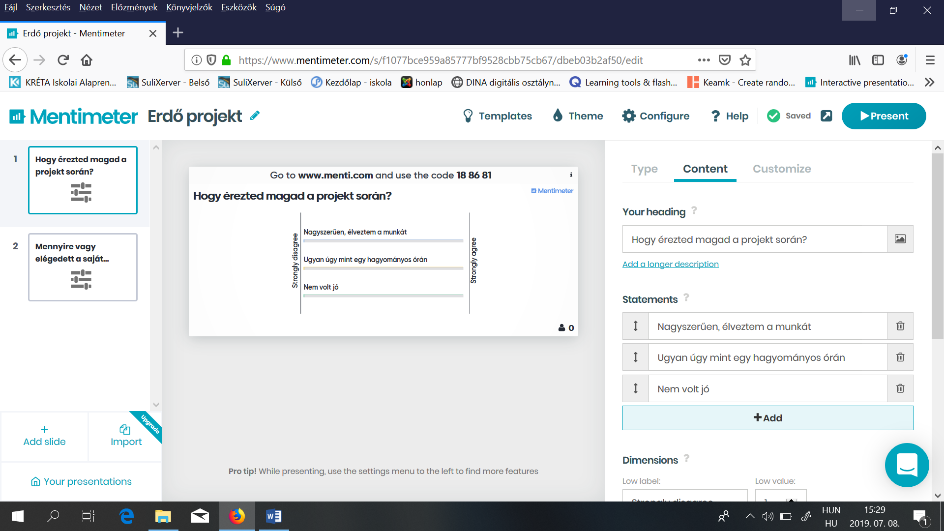 Fájl Szerkesztés Nézet Előzmények Könyvjelzők Eszközök Súgó
Erdő projekt - Mentimeter
https://www.mentimeter.com/s/f1077bce959a85777bf9528cbb75cb67/dbeb03b2af50/edit
KRÉTA Iskolai Alapren... SuliXerver - Belső SuliXerver - Külső Kezdőlap - iskola honlap DINA digitális osztályn... Learning tools & flash... Keamk - Create rando... Interactive presentatio...
Mentimeter Erdő projekt Templates Theme Configure ? Help Saved Present
1 Hogy érezted magad a
projekt során?
2 Mennyire vagy
elégedett a saját...
Add slide
Import
Upgrade
Your presentations
Go to www.menti.com and use the code 18 86 81
i
Mentimeter
Hogy érezted magad a projekt során?
Strongly disagree
Nagyszerűen, élveztem a munkát
Ugyan úgy mint egy hagyományos órán
Nem volt jó
Strongly agree
0
Pro tip! While presenting, use the settings menu to the left to find more features
Type Content Customize
Your heading ?
Hogy érezted magad a projekt során?
Add a longer description
Statements ?
Nagyszerűen, élveztem a munkát
Ugyan úgy mint egy hagyományos órán
Nem volt jó
+Add
Dimensions ?
Low label: Low value:
Strongly disagree 1
HUN 15:29
HU 2019. 07. 08.
1